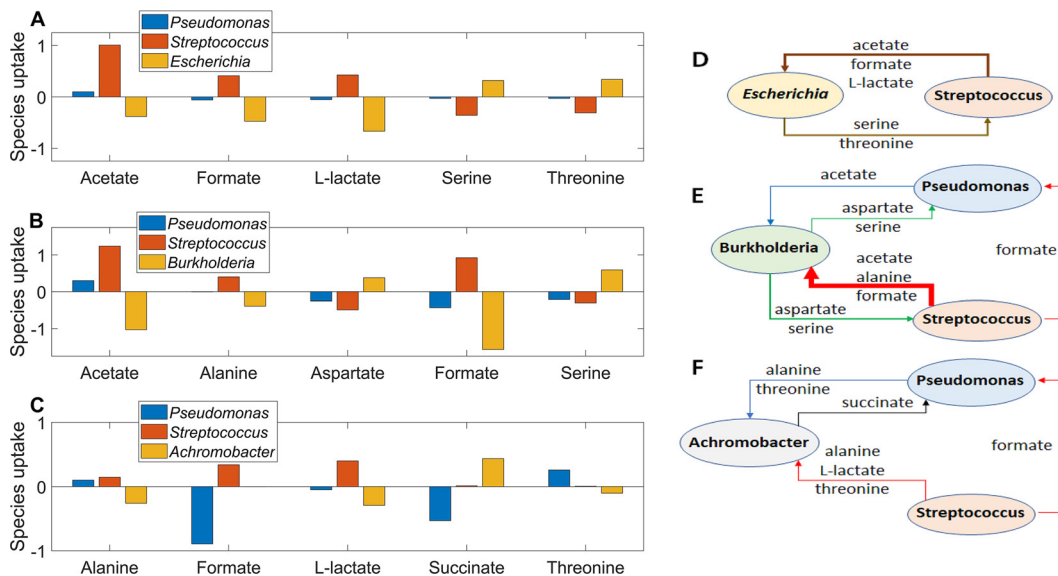 A
Pseudomonas
Streptococcus
Escherichia
Species uptake
1
0
-1
Acetate Formate L-lactate Serine Threonine
B
Pseudomonas
Streptococcus
Burkholderia
Species uptake
1
0
-1
Acetate Alanine Aspartate Formate Serine
C
Pseudomonas
Streptococcus
Achromobacter
Species uptake
1
0
-1
Alanine Formate L-lactate Succinate Threonine
D
acetate
formate
L-lactate
Escherichia Streptococcus
serine
threonine
E
acetate
Pseudomonas
aspartate
serine
Burkholderia
formate
acetate
alanine
formate
aspartate
serine
Streptococcus
F
alanine
threonine
Pseudomonas
succinate
Achromobacter
formate
alanine
L-lactate
threonine
Streptococcus